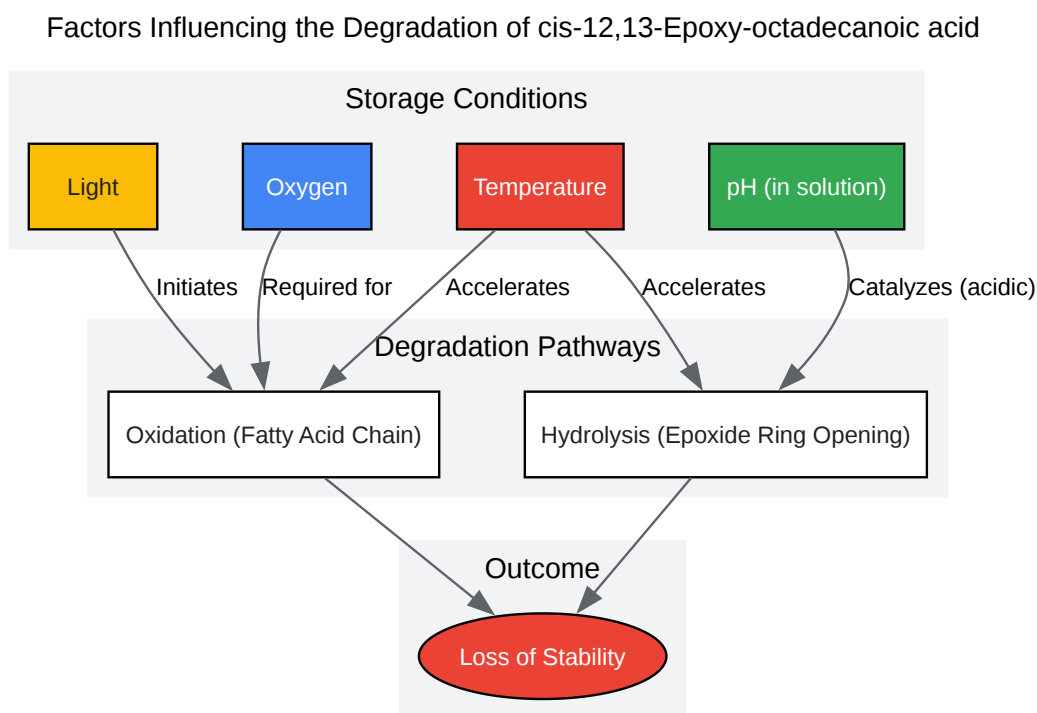 Factors Influencing the Degradation of cis-12,13-Epoxy-octadecanoic acid
Storage Conditions
Light
Oxygen
Temperature
pH (in solution)
Initiates
Required for
Accelerates
Accelerates
Catalyzes (acidic)
Degradation Pathways
Oxidation (Fatty Acid Chain)
Hydrolysis (Epoxide Ring Opening)
Outcome
Loss of Stability